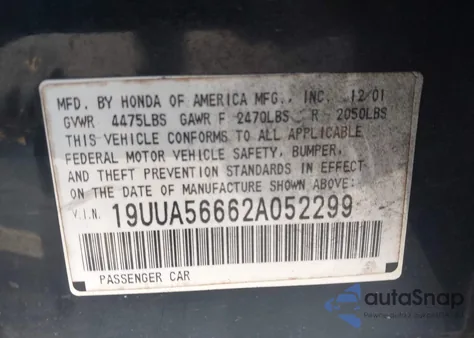 MFD. BY HONDA OF AMERICA MFG., INC. 12/01
GVWR 4475LBS GAWR F 2470LBS R 2050LBS
THIS VEHICLE CONFORMS TO ALL APPLICABLE
FEDERAL MOTOR VEHICLE SAFETY, BUMPER,
AND THEFT PREVENTION STANDARDS IN EFFECT
ON THE DATE OF MANUFACTURE SHOWN ABOVE.
V.I.N. 19UUA56662A052299
PASSENGER CAR
autoSnap